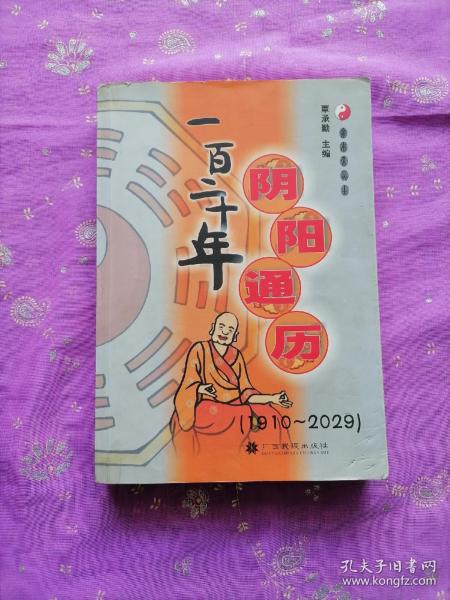 一百二十年
阴阳通历
覃承勤 主编
(1910~2029)
广西民族出版社
孔夫子旧书网
www.kongfz.com